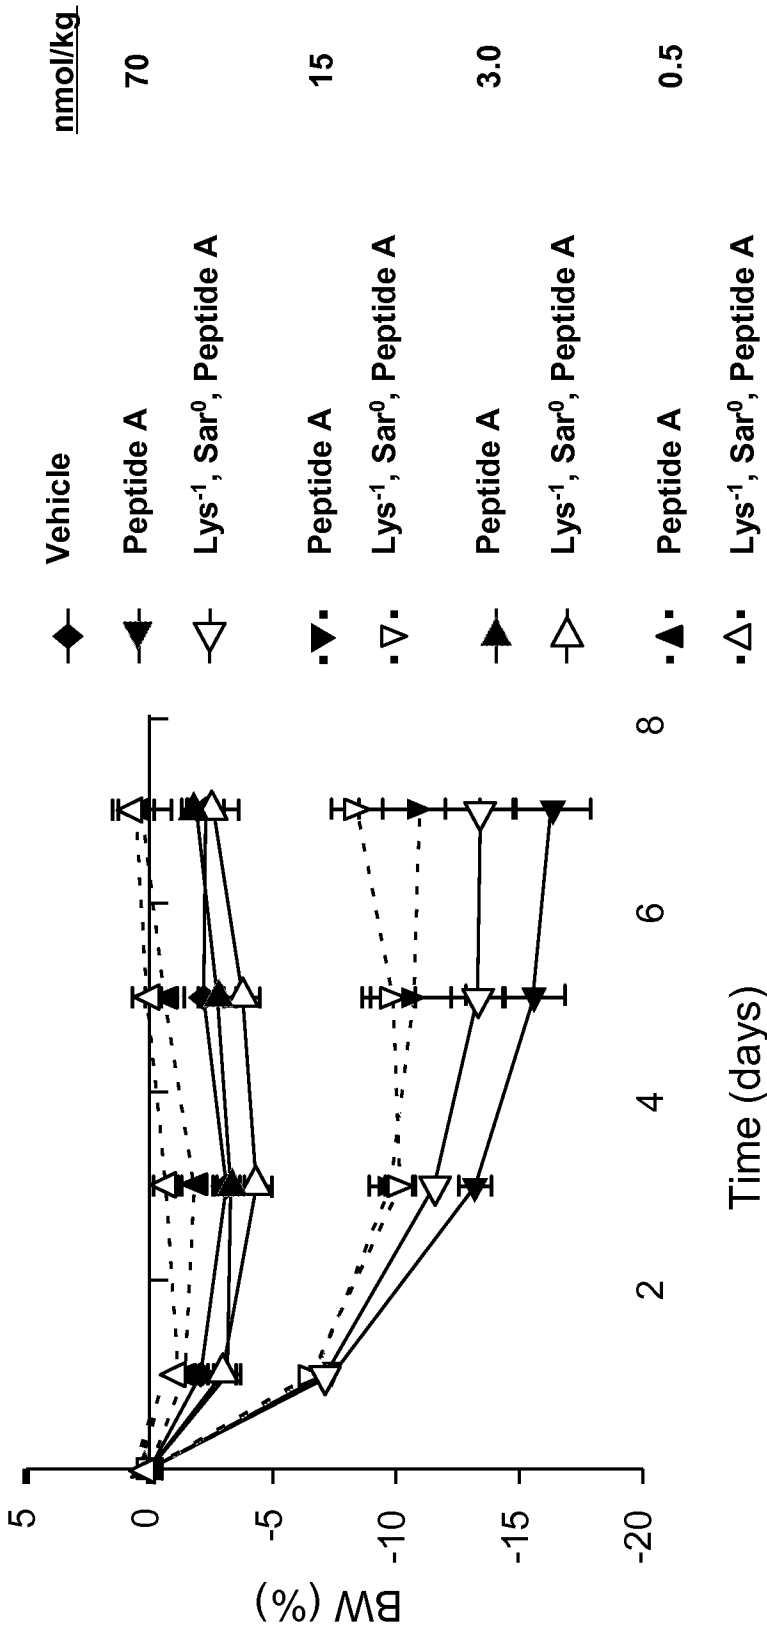 BW (%)
5
0
-5
-10
-15
-20
2
4
6
8
Time (days)
nmol/kg
Vehicle
Peptide A 70
Lys⁻¹, Sar⁰, Peptide A
Peptide A 15
Lys⁻¹, Sar⁰, Peptide A
Peptide A 3.0
Lys⁻¹, Sar⁰, Peptide A
Peptide A 0.5
Lys⁻¹, Sar⁰, Peptide A